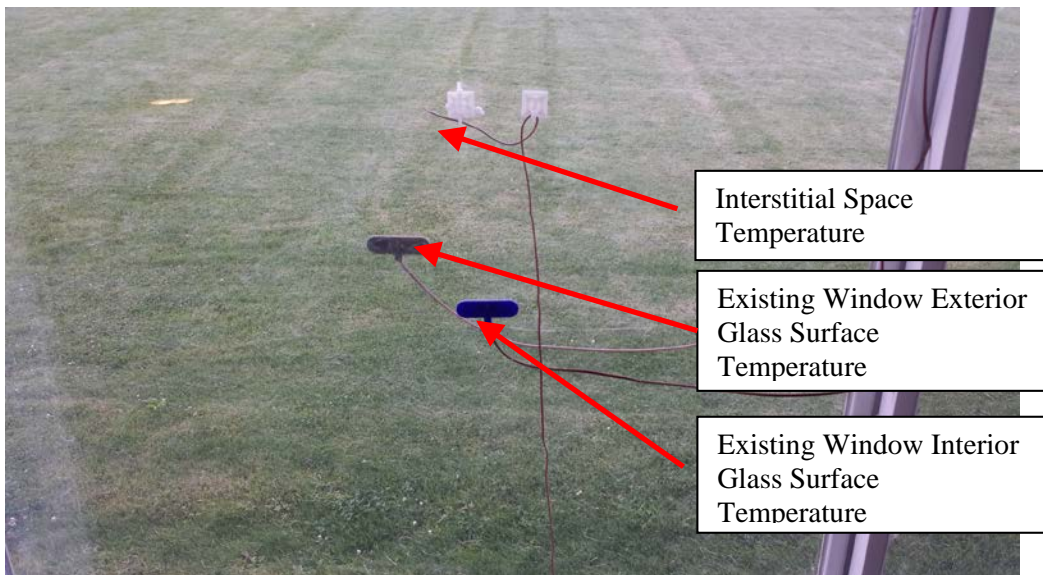 Interstitial Space
Temperature
Existing Window Exterior
Glass Surface
Temperature
Existing Window Interior
Glass Surface
Temperature